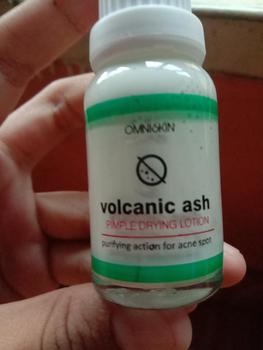 OMNISKIN
volcanic ash
PIMPLE DRYING LOTION
purifying action for acne spot